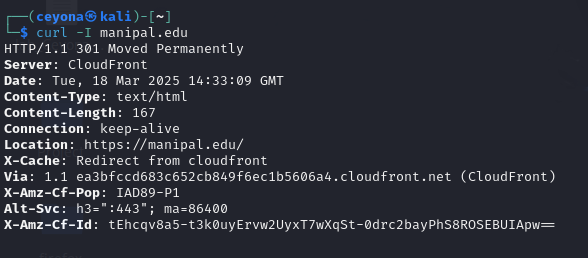 ┌──(ceyona㉿kali)-[~]
└─$ curl -I manipal.edu
HTTP/1.1 301 Moved Permanently
Server: CloudFront
Date: Tue, 18 Mar 2025 14:33:09 GMT
Content-Type: text/html
Content-Length: 167
Connection: keep-alive
Location: https://manipal.edu/
X-Cache: Redirect from cloudfront
Via: 1.1 ea3bfccd683c652cb849f6ec1b5606a4.cloudfront.net (CloudFront)
X-Amz-Cf-Pop: IAD89-P1
Alt-Svc: h3=":443"; ma=86400
X-Amz-Cf-Id: tEhcqv8a5-t3k0uyErvw2UyxT7wXqSt-0drc2bayPhS8ROSEBUIApw==